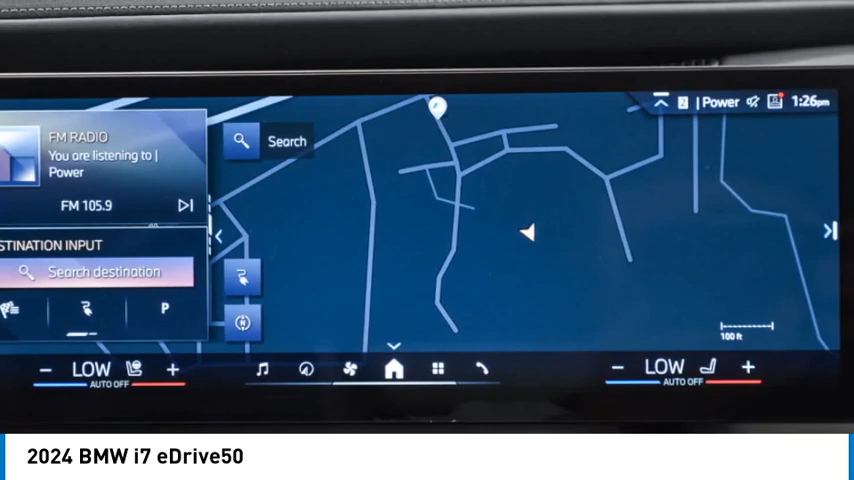 FM RADIO
You are listening to |
Power
FM 105.9
STINATION INPUT
Search destination
P
Search
2 | Power 1:26pm
100 ft
− LOW +
AUTO OFF
− LOW +
AUTO OFF
2024 BMW i7 eDrive50